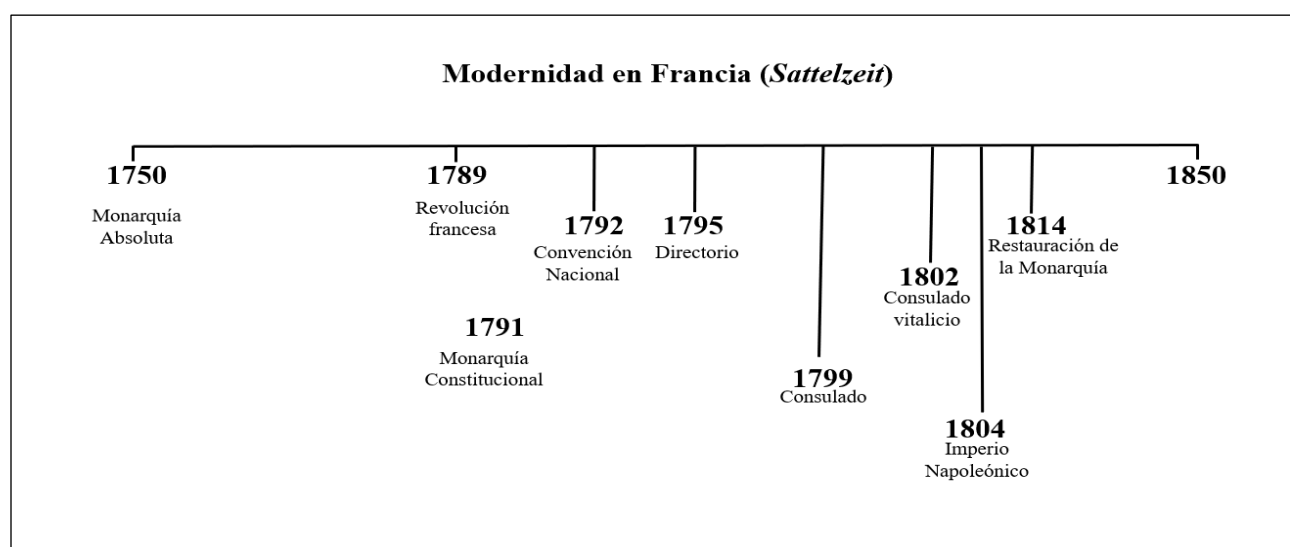 Modernidad en Francia (Sattelzeit)
1750
Monarquía
Absoluta
1789
Revolución
francesa
1791
Monarquía
Constitucional
1792
Convención
Nacional
1795
Directorio
1799
Consulado
1802
Consulado
vitalicio
1804
Imperio
Napoleónico
1814
Restauración de
la Monarquía
1850